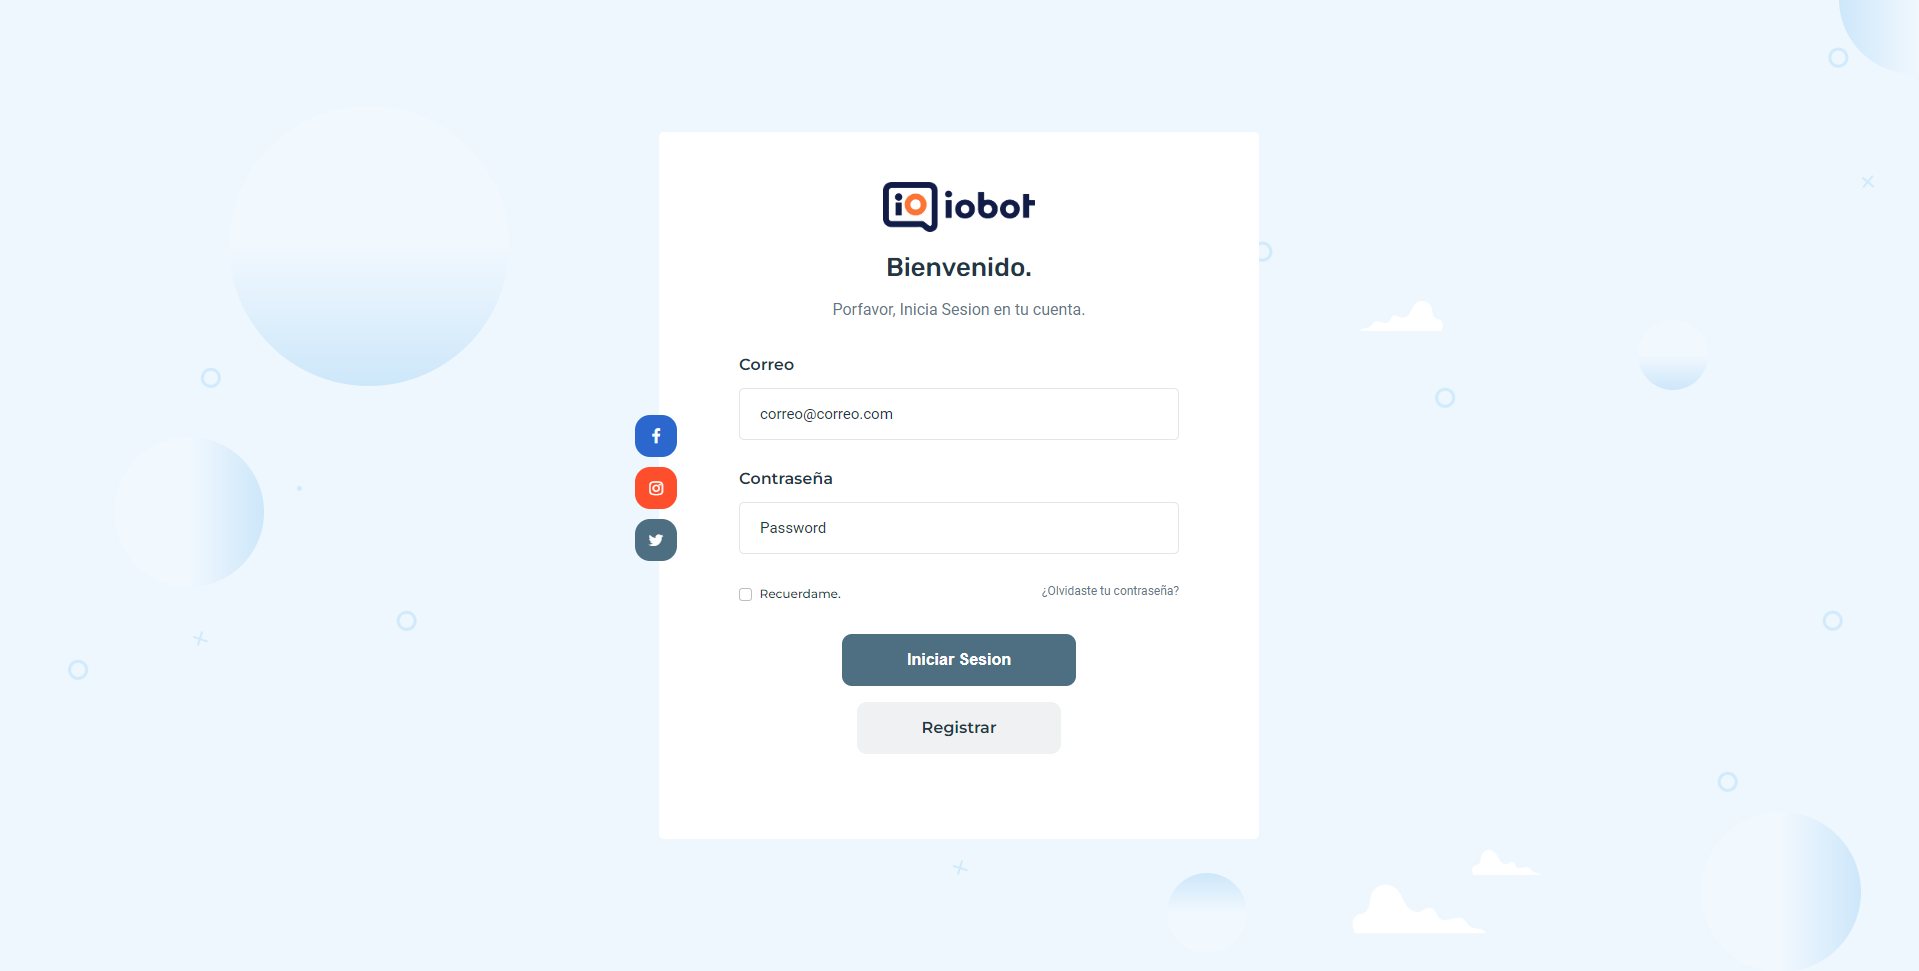 io iobot
Bienvenido.
Porfavor, Inicia Sesion en tu cuenta.
Correo
correo@correo.com
Contraseña
Password
Recuerdame.
¿Olvidaste tu contraseña?
Iniciar Sesion
Registrar